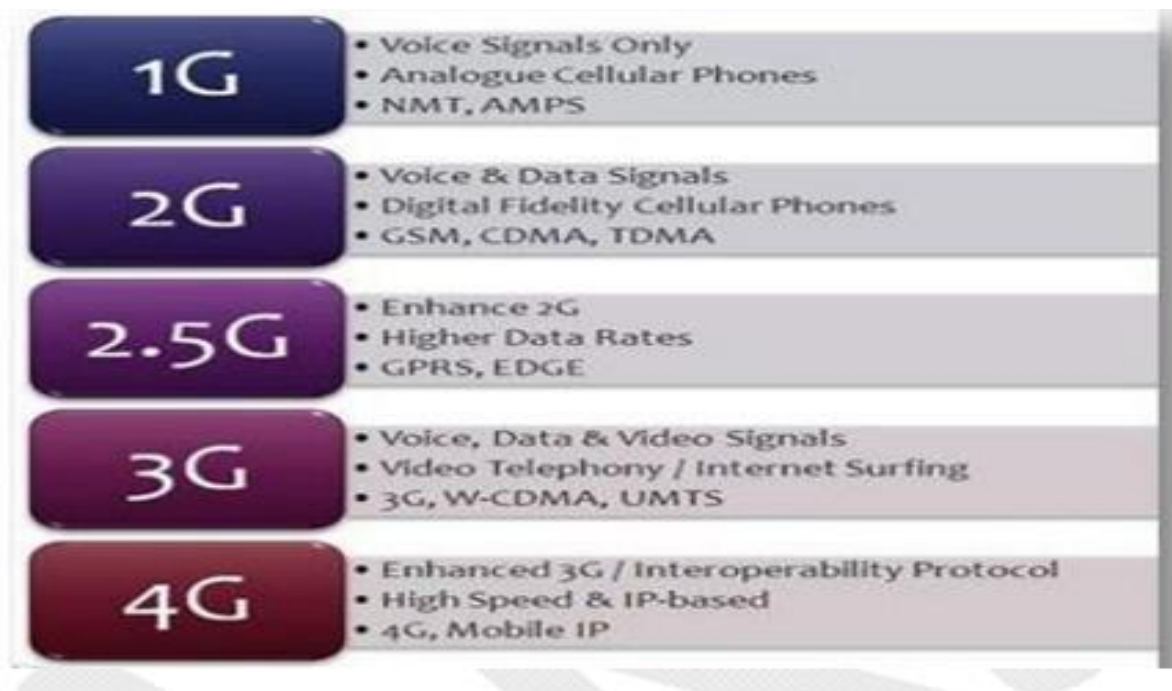 1G
• Voice Signals Only
• Analogue Cellular Phones
• NMT, AMPS
2G
• Voice & Data Signals
• Digital Fidelity Cellular Phones
• GSM, CDMA, TDMA
2.5G
• Enhance 2G
• Higher Data Rates
• GPRS, EDGE
3G
• Voice, Data & Video Signals
• Video Telephony / Internet Surfing
• 3G, W-CDMA, UMTS
4G
• Enhanced 3G / Interoperability Protocol
• High Speed & IP-based
• 4G, Mobile IP